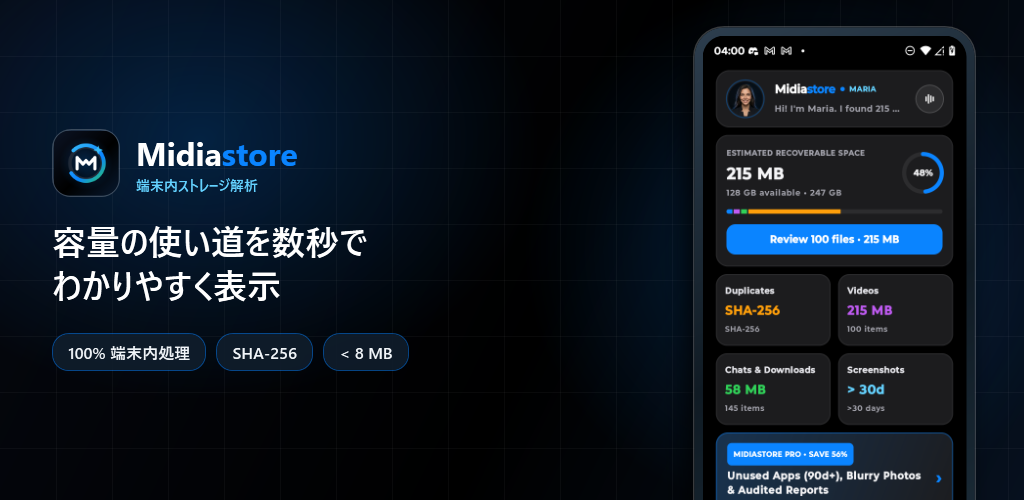 Midiastore
端末内ストレージ解析
容量の使い道を数秒で
わかりやすく表示
100% 端末内処理
SHA-256
< 8 MB
04:00
Midiastore • MARIA
Hi! I'm Maria. I found 215 ...
ESTIMATED RECOVERABLE SPACE
215 MB
128 GB available • 247 GB
48%
Review 100 files · 215 MB
Duplicates
SHA-256
SHA-256
Videos
215 MB
100 items
Chats & Downloads
58 MB
145 items
Screenshots
> 30d
>30 days
MIDIASTORE PRO • SAVE 56%
Unused Apps (90d+), Blurry Photos
& Audited Reports